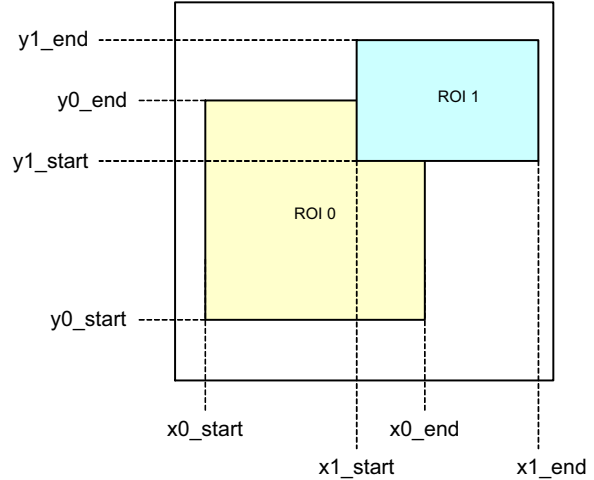 y1_end
y0_end
ROI 1
y1_start
ROI 0
y0_start
x0_start
x0_end
x1_start
x1_end